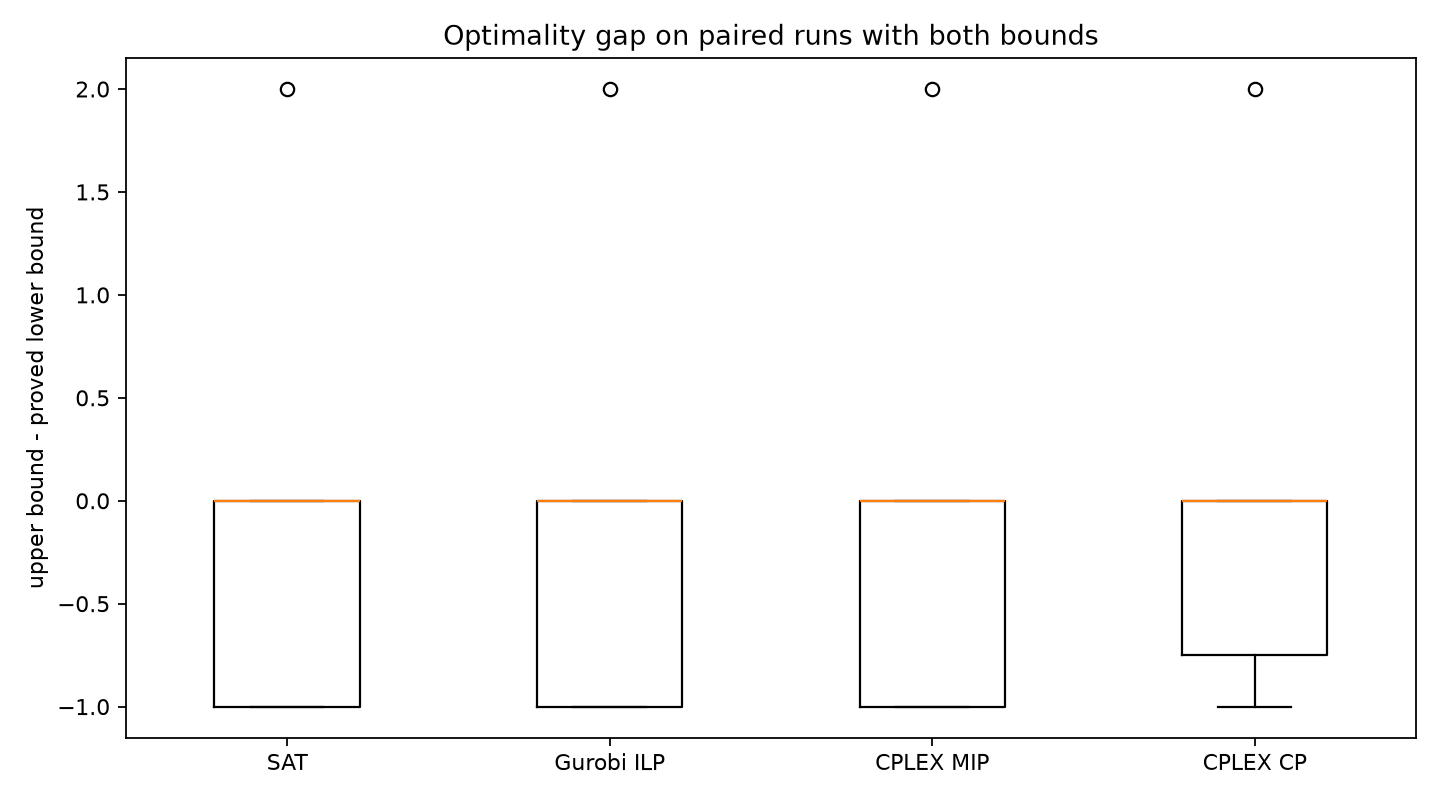 Optimality gap on paired runs with both bounds
upper bound - proved lower bound
2.0
1.5
1.0
0.5
0.0
−0.5
−1.0
SAT
Gurobi ILP
CPLEX MIP
CPLEX CP